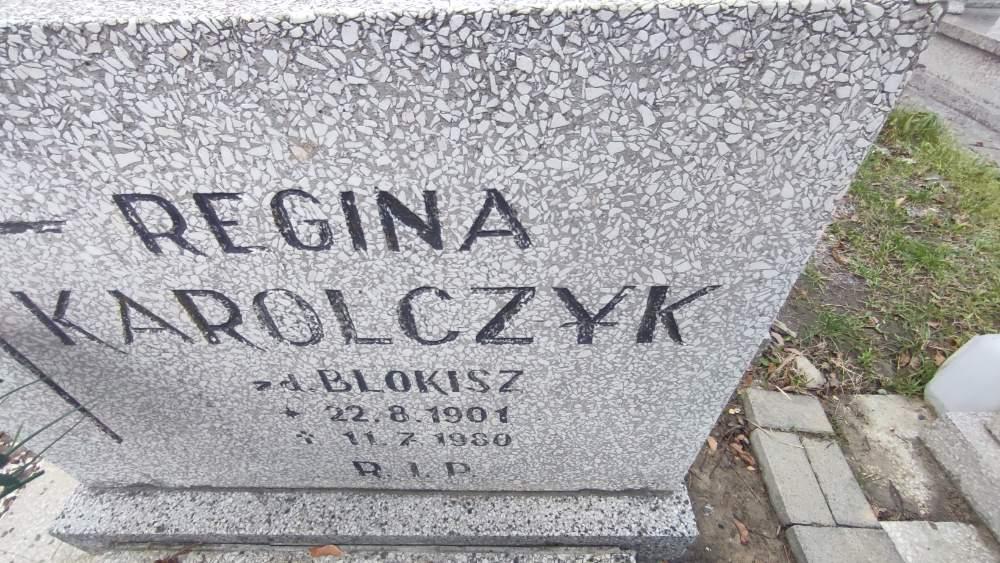 REGINA
KAROLCZYK
z d. BLOKISZ
* 22.8.1901
† 11.7.1980
R.I.P.